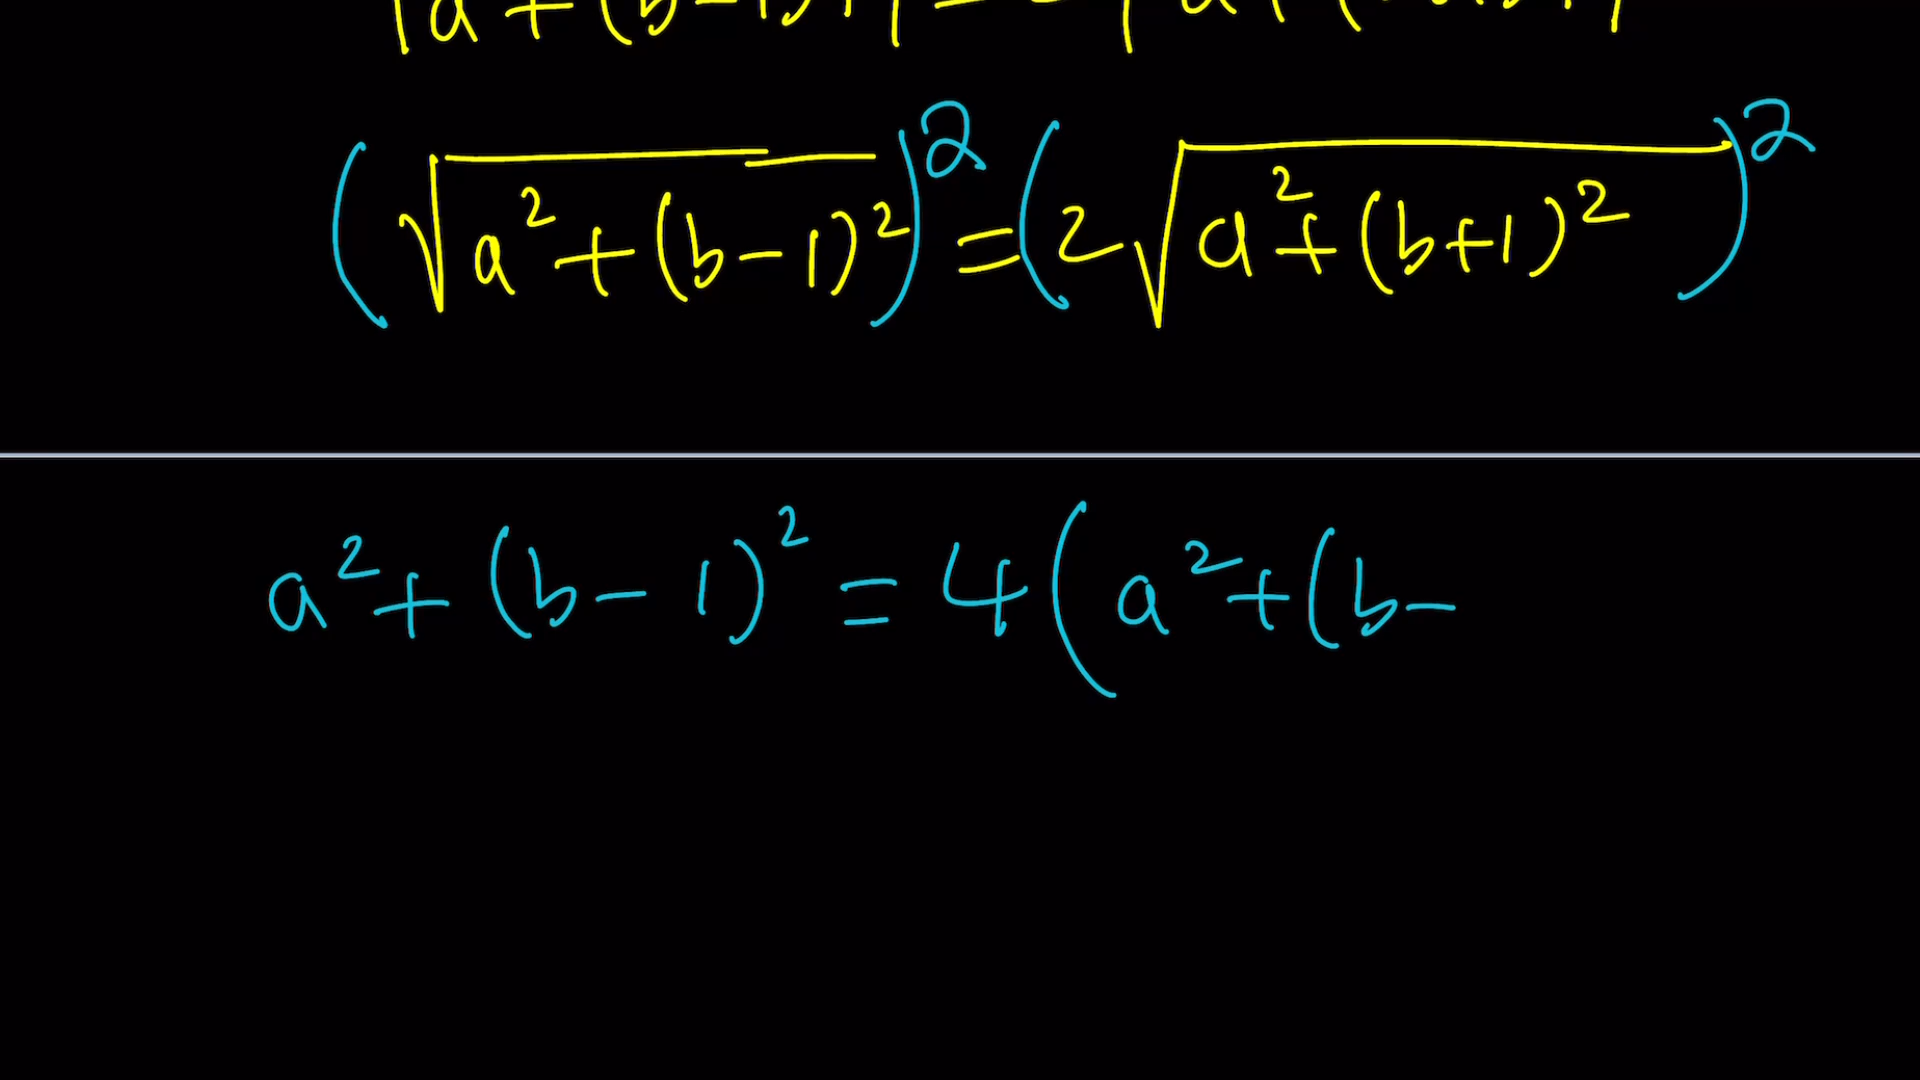 (√(a² + (b - 1)²))² = (2√(a² + (b + 1)²))²
a² + (b - 1)² = 4(a² + (b -